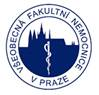 VŠEOBECNÁ FAKULTNÍ NEMOCNICE
V PRAZE